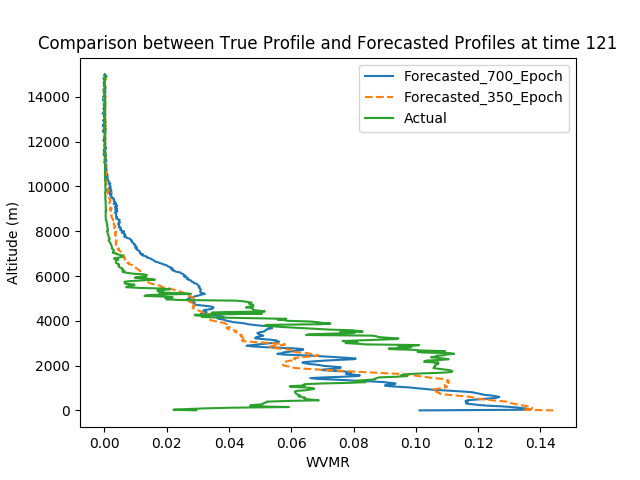 Comparison between True Profile and Forecasted Profiles at time 121
Forecasted_700_Epoch
Forecasted_350_Epoch
Actual
Altitude (m)
14000
12000
10000
8000
6000
4000
2000
0
0.00 0.02 0.04 0.06 0.08 0.10 0.12 0.14
WVMR